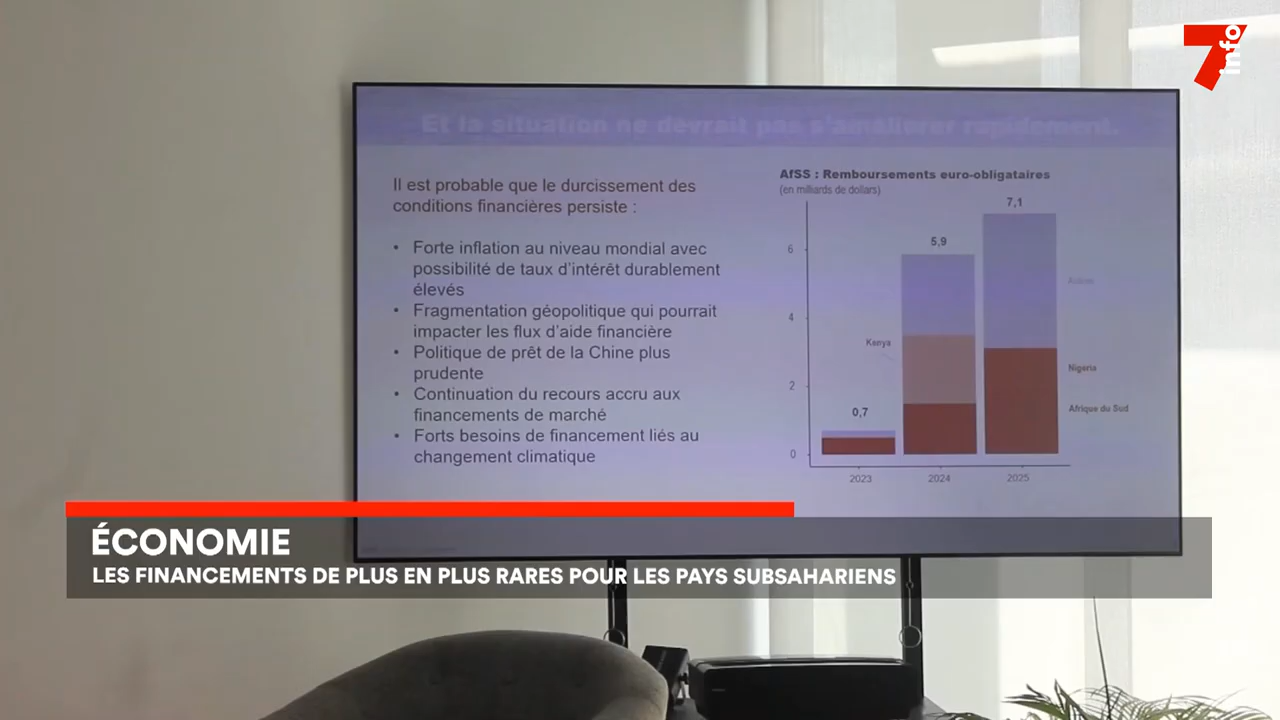 7 info
Et la situation ne devrait pas s'améliorer rapidement.
Il est probable que le durcissement des
conditions financières persiste :
• Forte inflation au niveau mondial avec
possibilité de taux d'intérêt durablement
élevés
• Fragmentation géopolitique qui pourrait
impacter les flux d'aide financière
• Politique de prêt de la Chine plus
prudente
• Continuation du recours accru aux
financements de marché
• Forts besoins de financement liés au
changement climatique
AfSS : Remboursements euro-obligataires
(en milliards de dollars)
7,1
6
5,9
Autres
4
Kenya
Nigeria
2
Afrique du Sud
0,7
0
2023
2024
2025
ÉCONOMIE
LES FINANCEMENTS DE PLUS EN PLUS RARES POUR LES PAYS SUBSAHARIENS